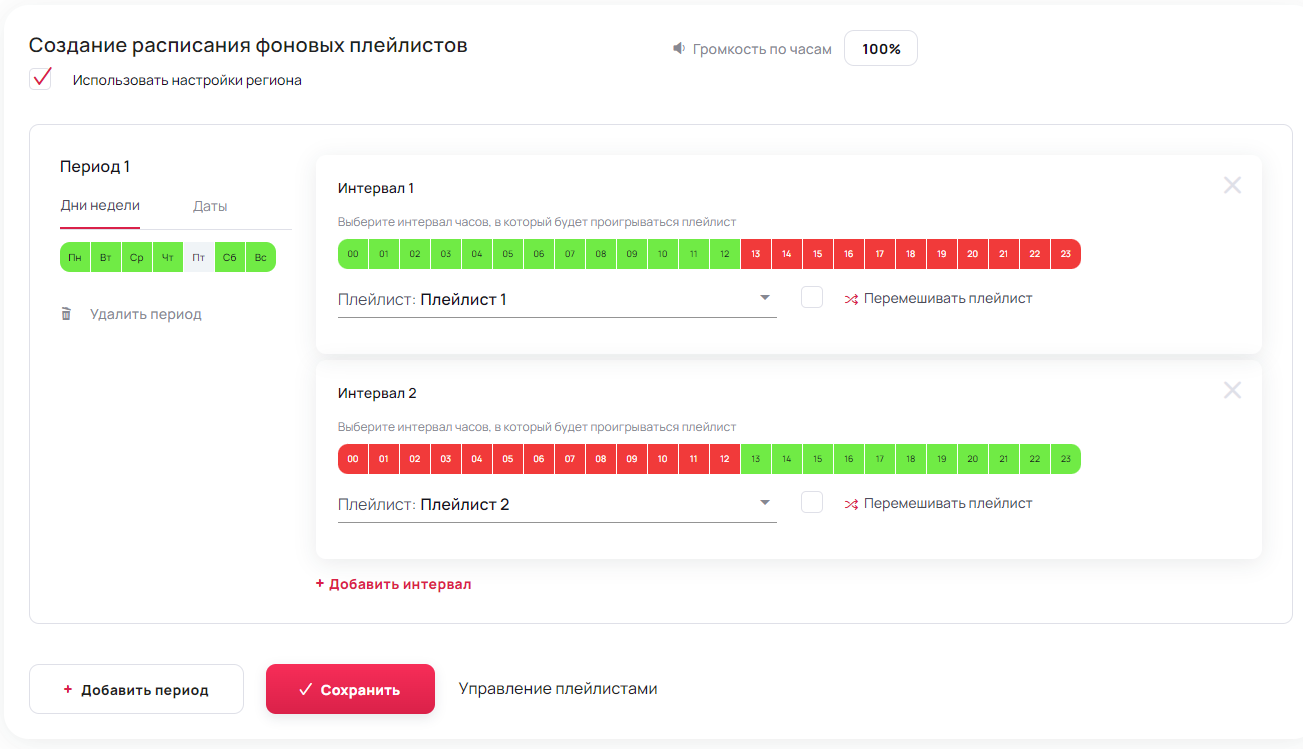 Создание расписания фоновых плейлистов
Громкость по часам 100%
Использовать настройки региона
Период 1
Дни недели Даты
Пн Вт Ср Чт Пт Сб Вс
Удалить период
Интервал 1
Выберите интервал часов, в который будет проигрываться плейлист
00 01 02 03 04 05 06 07 08 09 10 11 12 13 14 15 16 17 18 19 20 21 22 23
Плейлист: Плейлист 1 Перемешивать плейлист
Интервал 2
Выберите интервал часов, в который будет проигрываться плейлист
00 01 02 03 04 05 06 07 08 09 10 11 12 13 14 15 16 17 18 19 20 21 22 23
Плейлист: Плейлист 2 Перемешивать плейлист
+ Добавить интервал
+ Добавить период Сохранить Управление плейлистами